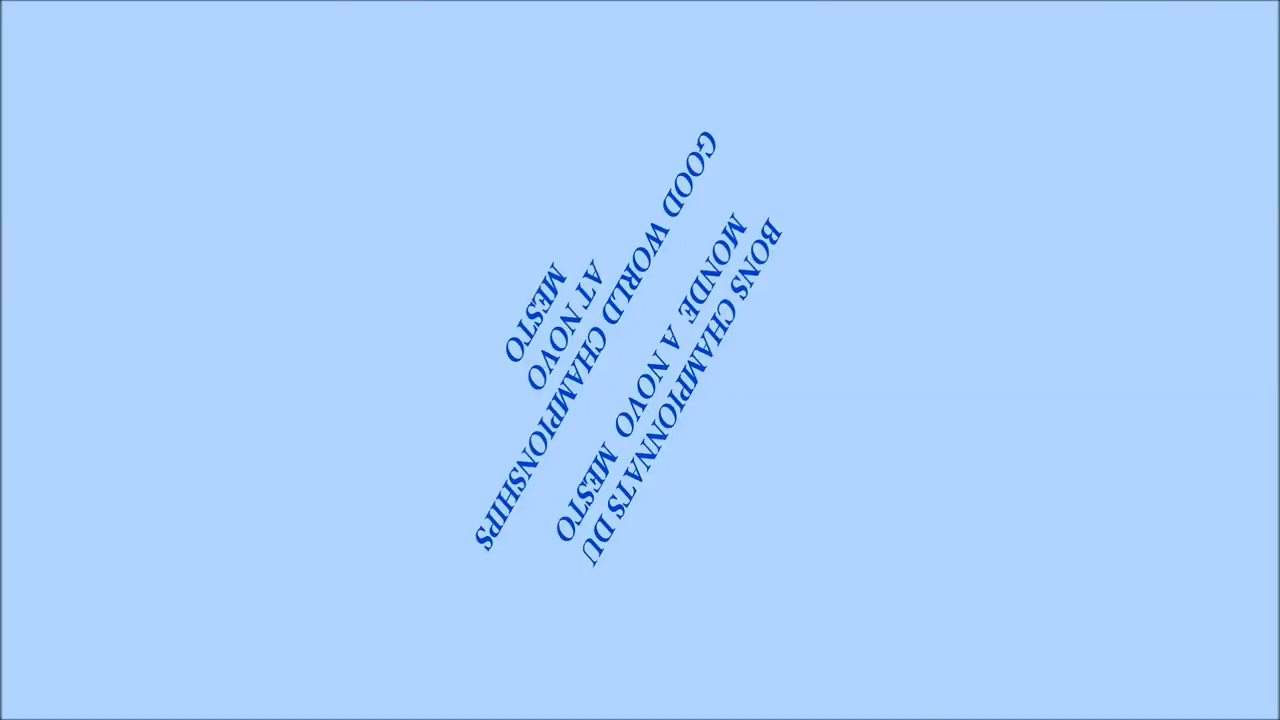 BONS CHAMPIONNATS DU
MONDE A NOVO MESTO
GOOD WORLD CHAMPIONSHIPS
AT NOVO
MESTO